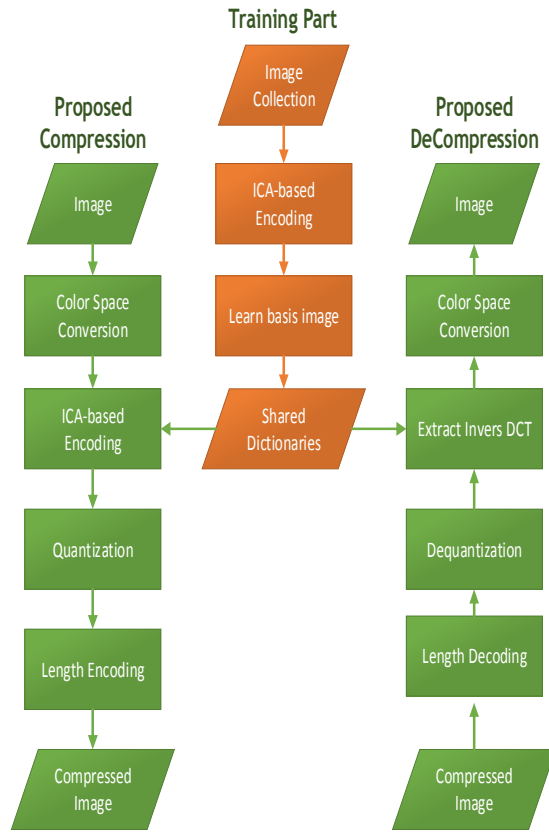 Training Part
Image
Collection
ICA-based
Encoding
Learn basis image
Shared
Dictionaries
Proposed
Compression
Image
Color Space
Conversion
ICA-based
Encoding
Quantization
Length Encoding
Compressed
Image
Proposed
DeCompression
Image
Color Space
Conversion
Extract Invers DCT
Dequantization
Length Decoding
Compressed
Image